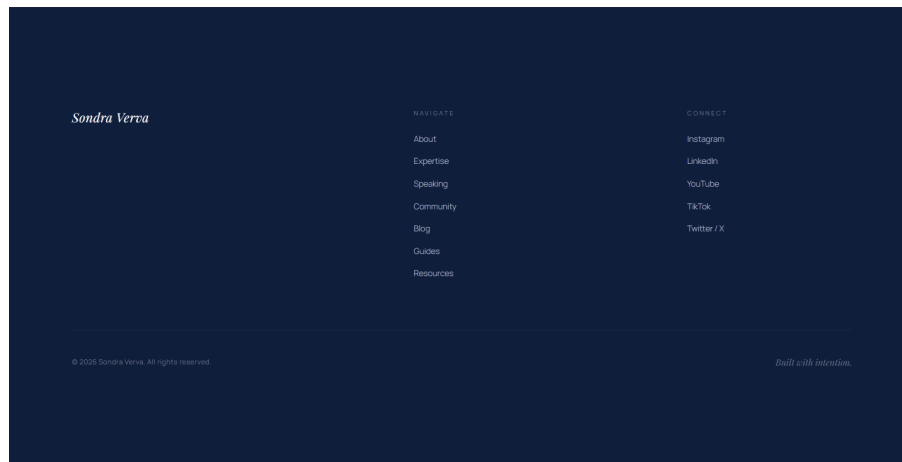 Sondra Verva
NAVIGATE
About
Expertise
Speaking
Community
Blog
Guides
Resources
CONNECT
Instagram
LinkedIn
YouTube
TikTok
Twitter / X
© 2026 Sondra Verva. All rights reserved.
Built with intention.